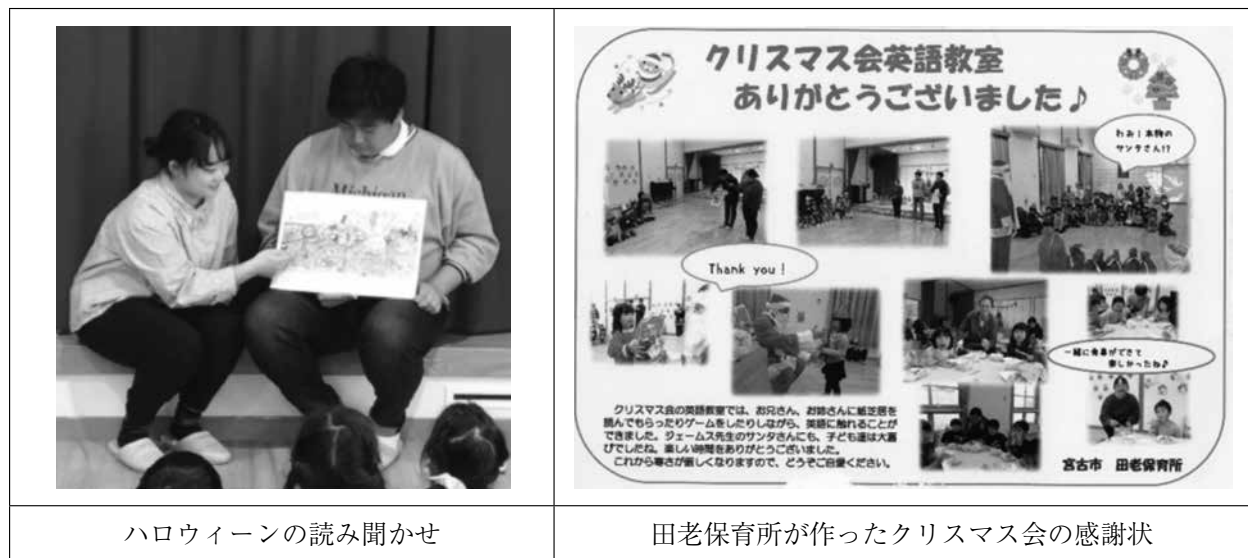 Michigan
ハロウィーンの読み聞かせ
クリスマス会英語教室
ありがとうございました♪
わお！本物の
サンタさん!?
Thank you !
一緒に食事ができて
楽しかったね♪
クリスマス会の英語教室では、お兄さん、お姉さんに紙芝居を
読んでもらったりゲームをしたりしながら、英語に触れることが
できました。ジェームス先生のサンタさんにも、子ども達は大喜
びでしたね。楽しい時間をありがとうございました。
これから寒さが厳しくなりますので、どうぞご自愛ください。
宮古市 田老保育所
田老保育所が作ったクリスマス会の感謝状